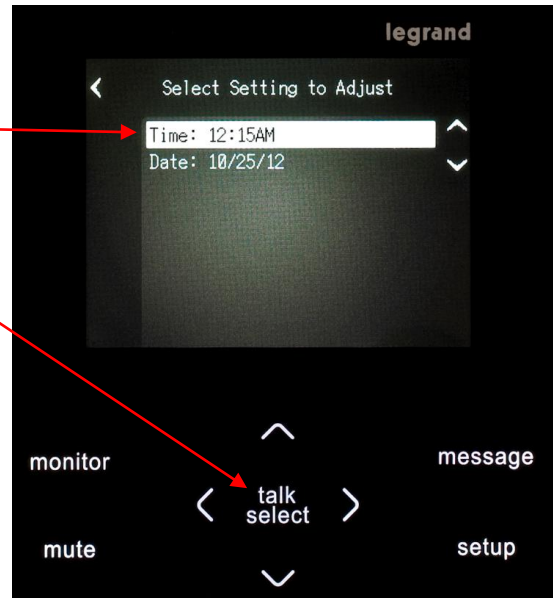 legrand
Select Setting to Adjust
Time: 12:15AM
Date: 10/25/12
monitor
message
talk
select
mute
setup